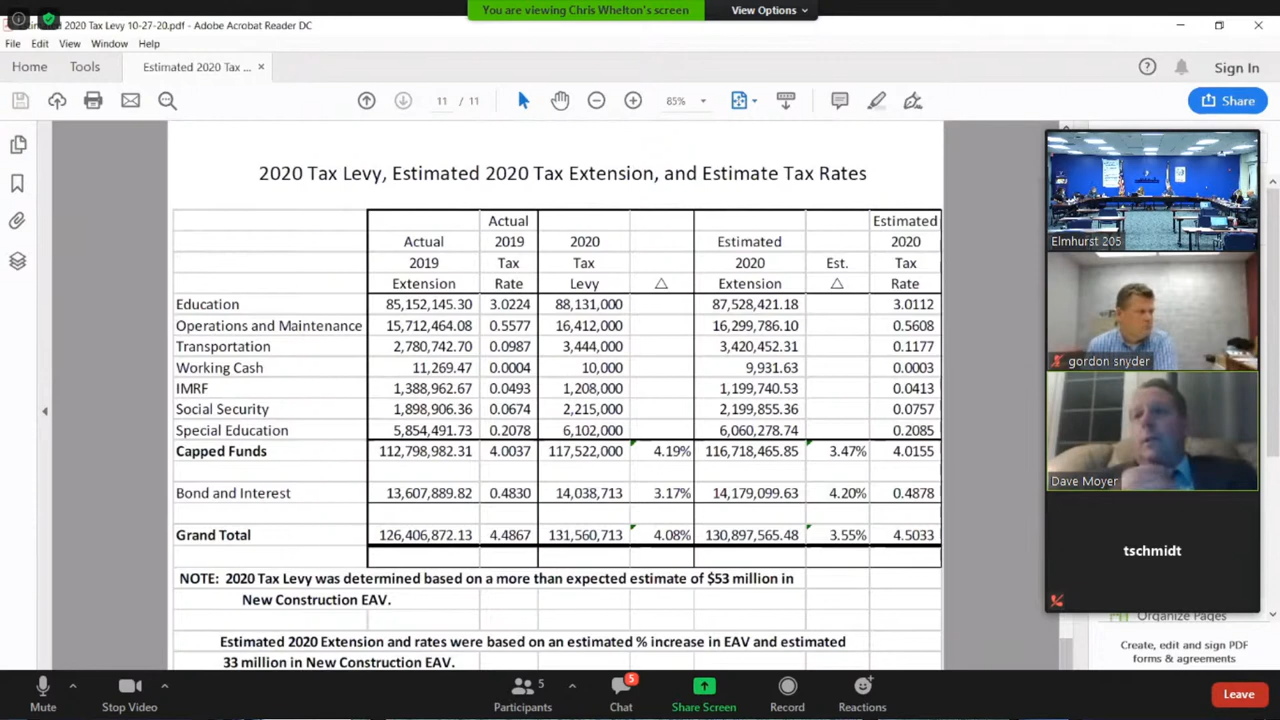 You are viewing Chris Whelton's screen
View Options
2020 Tax Levy 10-27-20.pdf - Adobe Acrobat Reader DC
File Edit View Window Help
Home Tools Estimated 2020 Tax ... × Sign In
11 / 11 85% Share
2020 Tax Levy, Estimated 2020 Tax Extension, and Estimate Tax Rates
Actual Estimated
Actual 2019 2020 Estimated 2020
2019 Tax Tax 2020 Est. Tax
Extension Rate Levy △ Extension △ Rate
Education 85,152,145.30 3.0224 88,131,000 87,528,421.18 3.0112
Operations and Maintenance 15,712,464.08 0.5577 16,412,000 16,299,786.10 0.5608
Transportation 2,780,742.70 0.0987 3,444,000 3,420,452.31 0.1177
Working Cash 11,269.47 0.0004 10,000 9,931.63 0.0003
IMRF 1,388,962.67 0.0493 1,208,000 1,199,740.53 0.0413
Social Security 1,898,906.36 0.0674 2,215,000 2,199,855.36 0.0757
Special Education 5,854,491.73 0.2078 6,102,000 6,060,278.74 0.2085
Capped Funds 112,798,982.31 4.0037 117,522,000 4.19% 116,718,465.85 3.47% 4.0155
Bond and Interest 13,607,889.82 0.4830 14,038,713 3.17% 14,179,099.63 4.20% 0.4878
Grand Total 126,406,872.13 4.4867 131,560,713 4.08% 130,897,565.48 3.55% 4.5033
NOTE: 2020 Tax Levy was determined based on a more than expected estimate of $53 million in
New Construction EAV.
Estimated 2020 Extension and rates were based on an estimated % increase in EAV and estimated
33 million in New Construction EAV.
Elmhurst 205
gordon snyder
Dave Moyer
tschmidt
Organize Pages
Create, edit and sign PDF
forms & agreements
5 5
Mute Stop Video Participants Chat Share Screen Record Reactions Leave